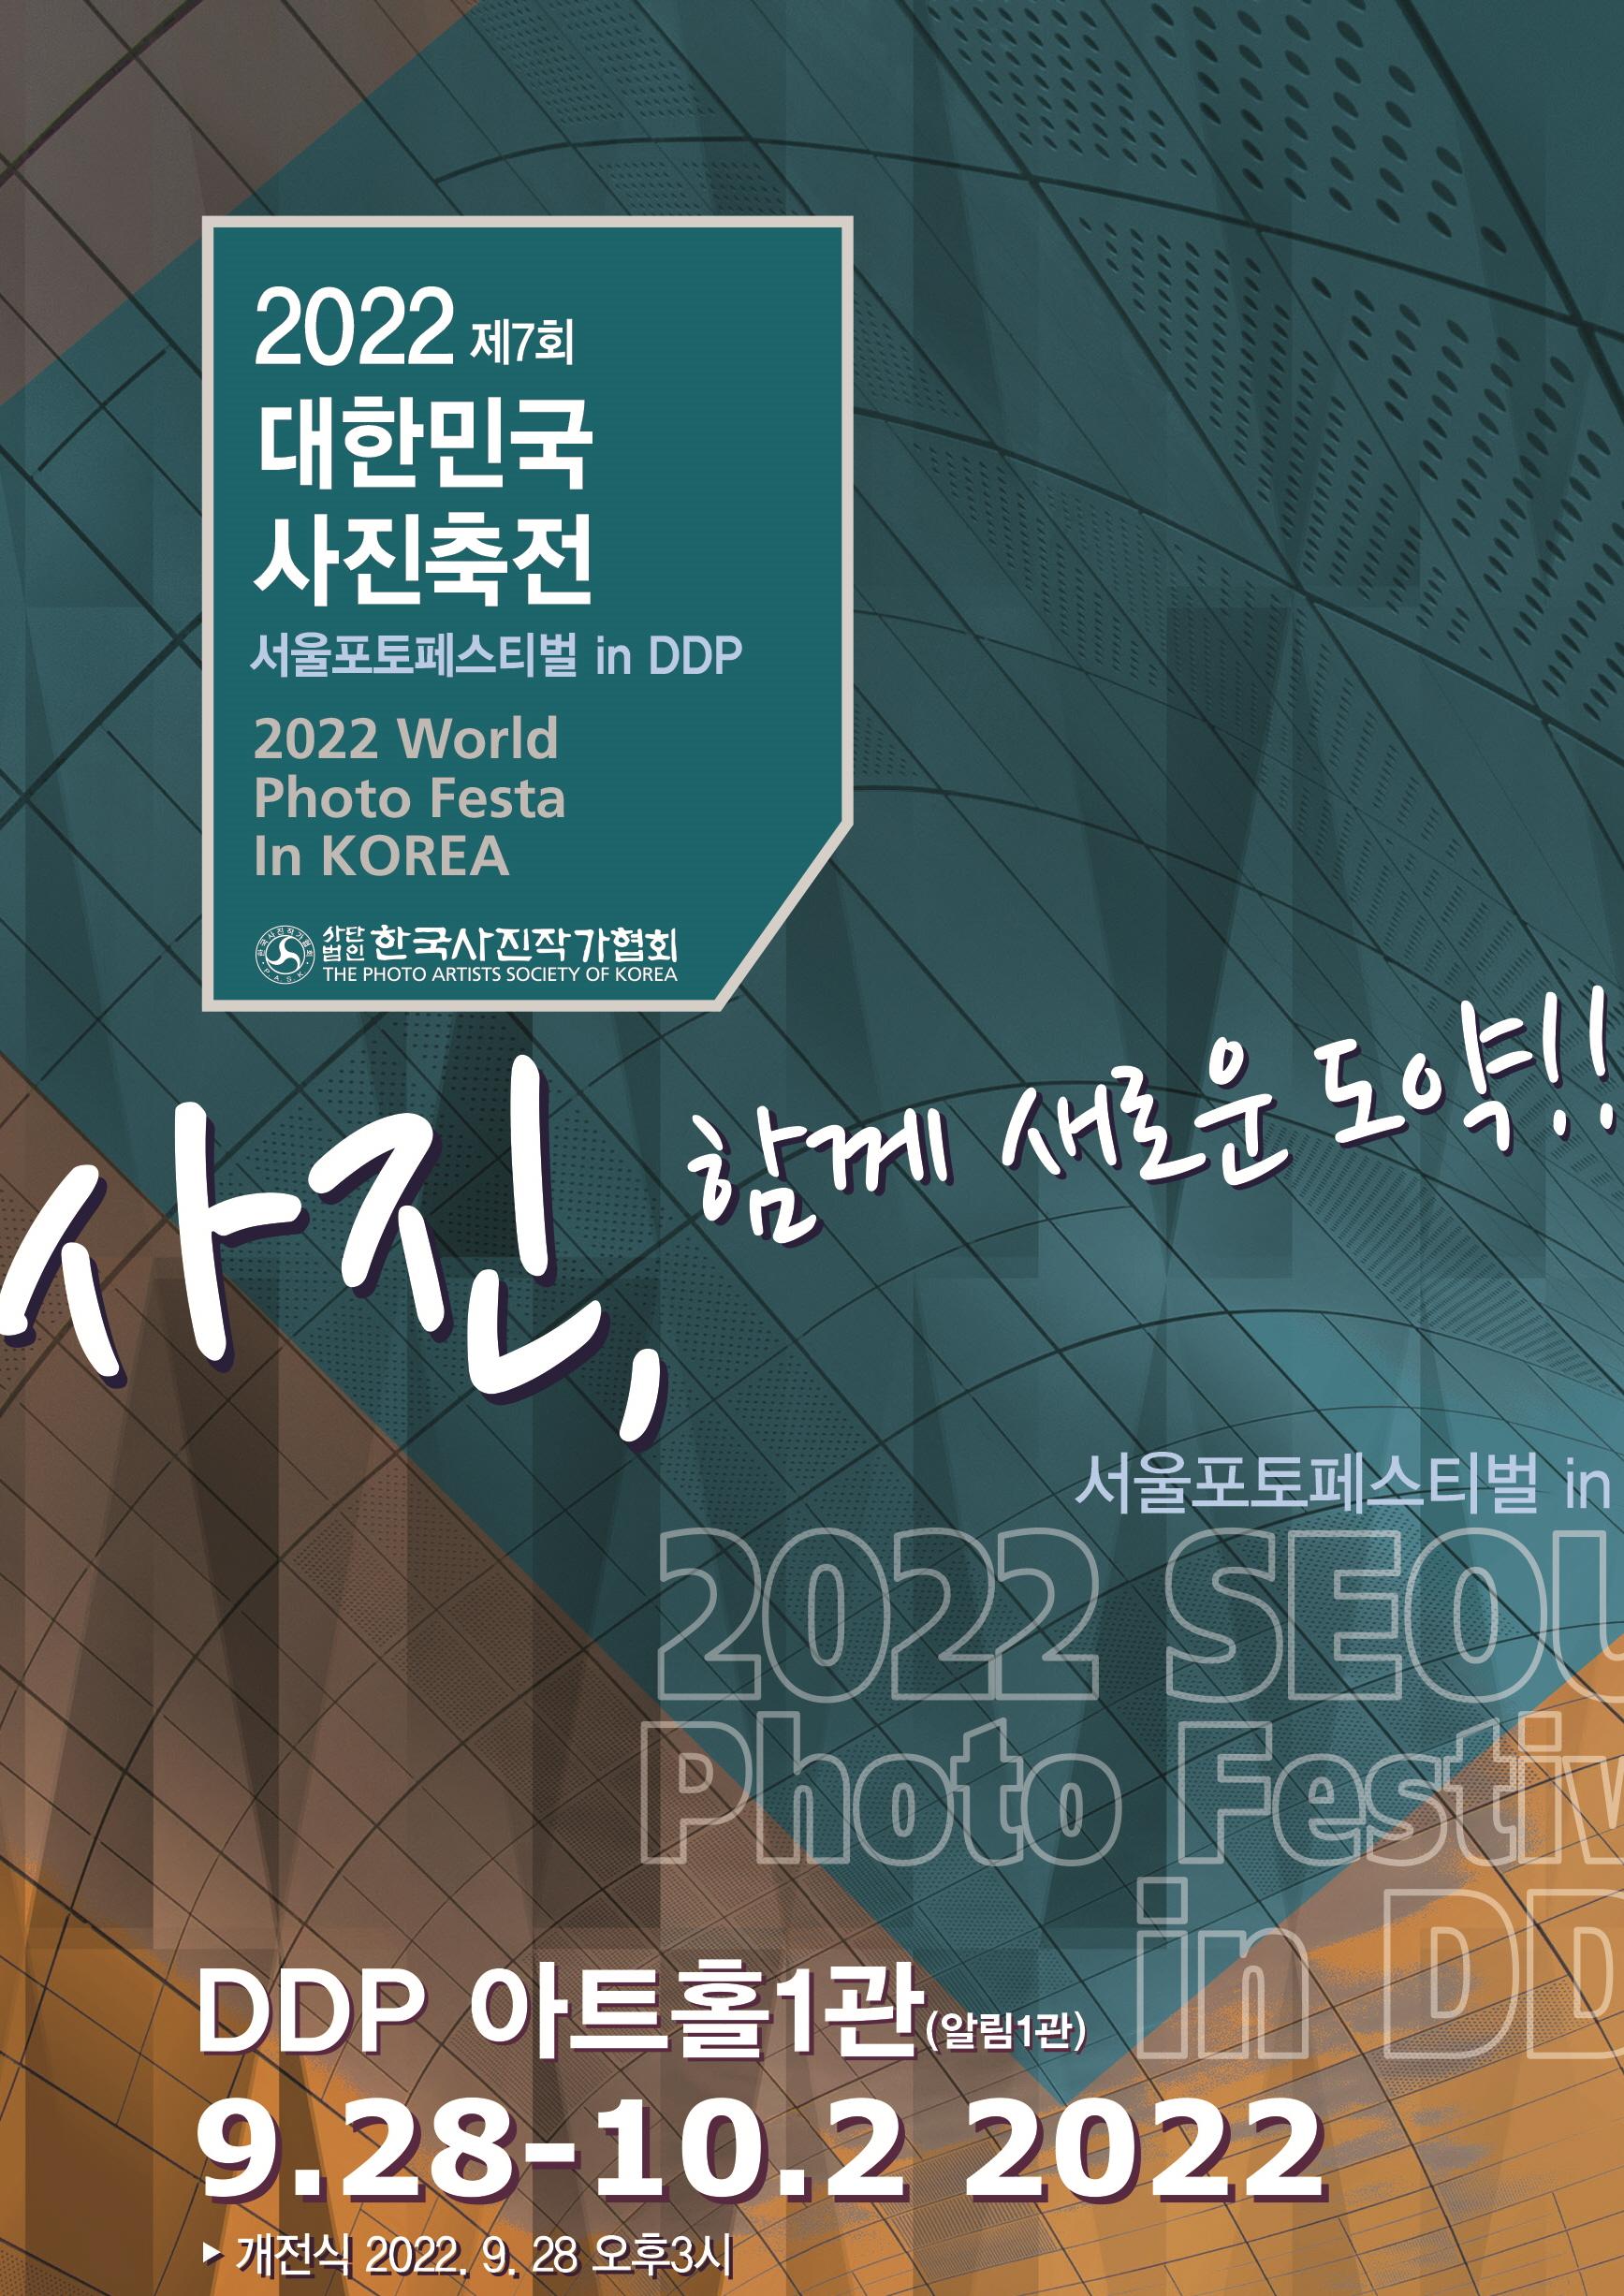 2022 제7회
대한민국
사진축전
서울포토페스티벌 in DDP
2022 World
Photo Festa
In KOREA
사단
법인 한국사진작가협회
THE PHOTO ARTISTS SOCIETY OF KOREA
사진, 함께 새로운 도약!!
서울포토페스티벌 in
2022 SEOU
Photo Festiv
in DD
DDP 아트홀1관(알림1관)
9.28-10.2 2022
▶ 개전식 2022. 9. 28 오후3시